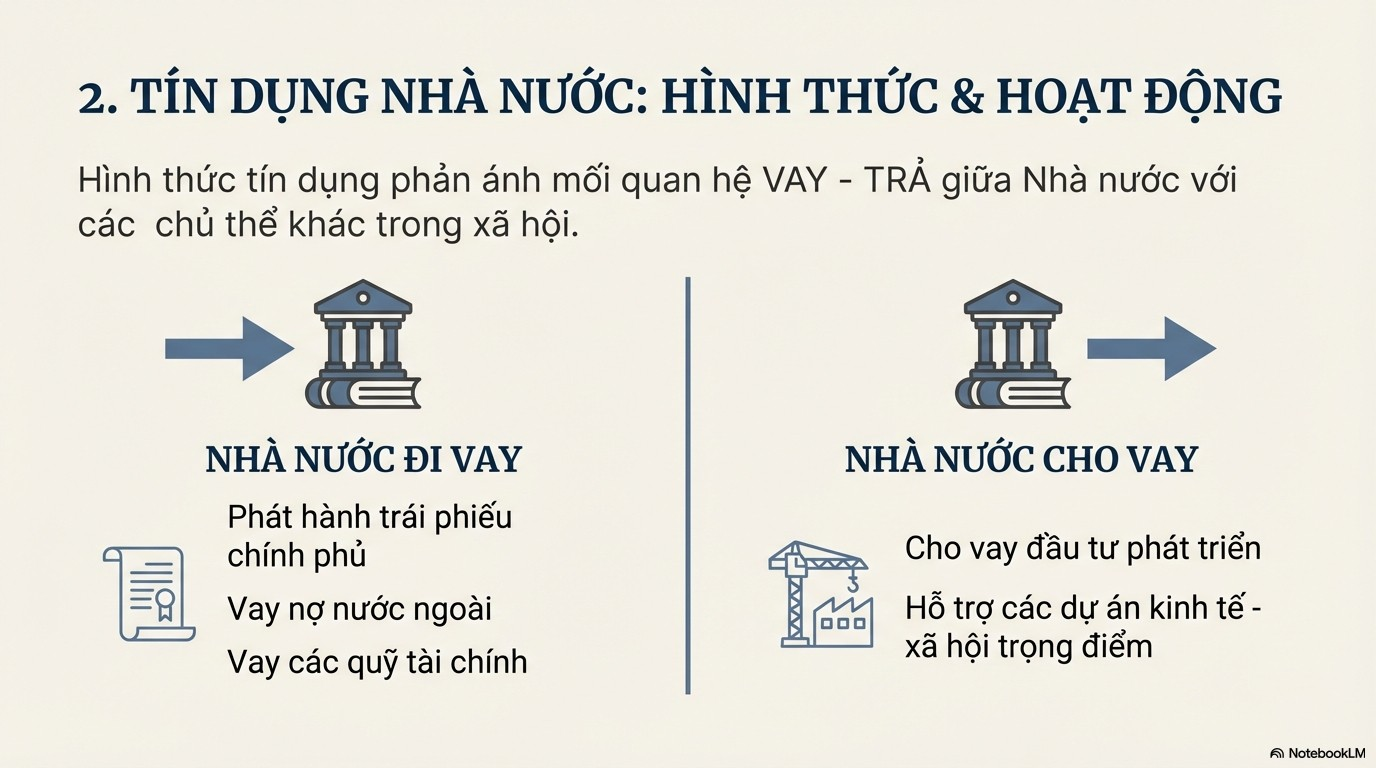 2. TÍN DỤNG NHÀ NƯỚC: HÌNH THỨC & HOẠT ĐỘNG
Hình thức tín dụng phản ánh mối quan hệ VAY - TRẢ giữa Nhà nước với
các chủ thể khác trong xã hội.
NHÀ NƯỚC ĐI VAY
Phát hành trái phiếu
chính phủ
Vay nợ nước ngoài
Vay các quỹ tài chính
NHÀ NƯỚC CHO VAY
Cho vay đầu tư phát triển
Hỗ trợ các dự án kinh tế -
xã hội trọng điểm
NotebookLM